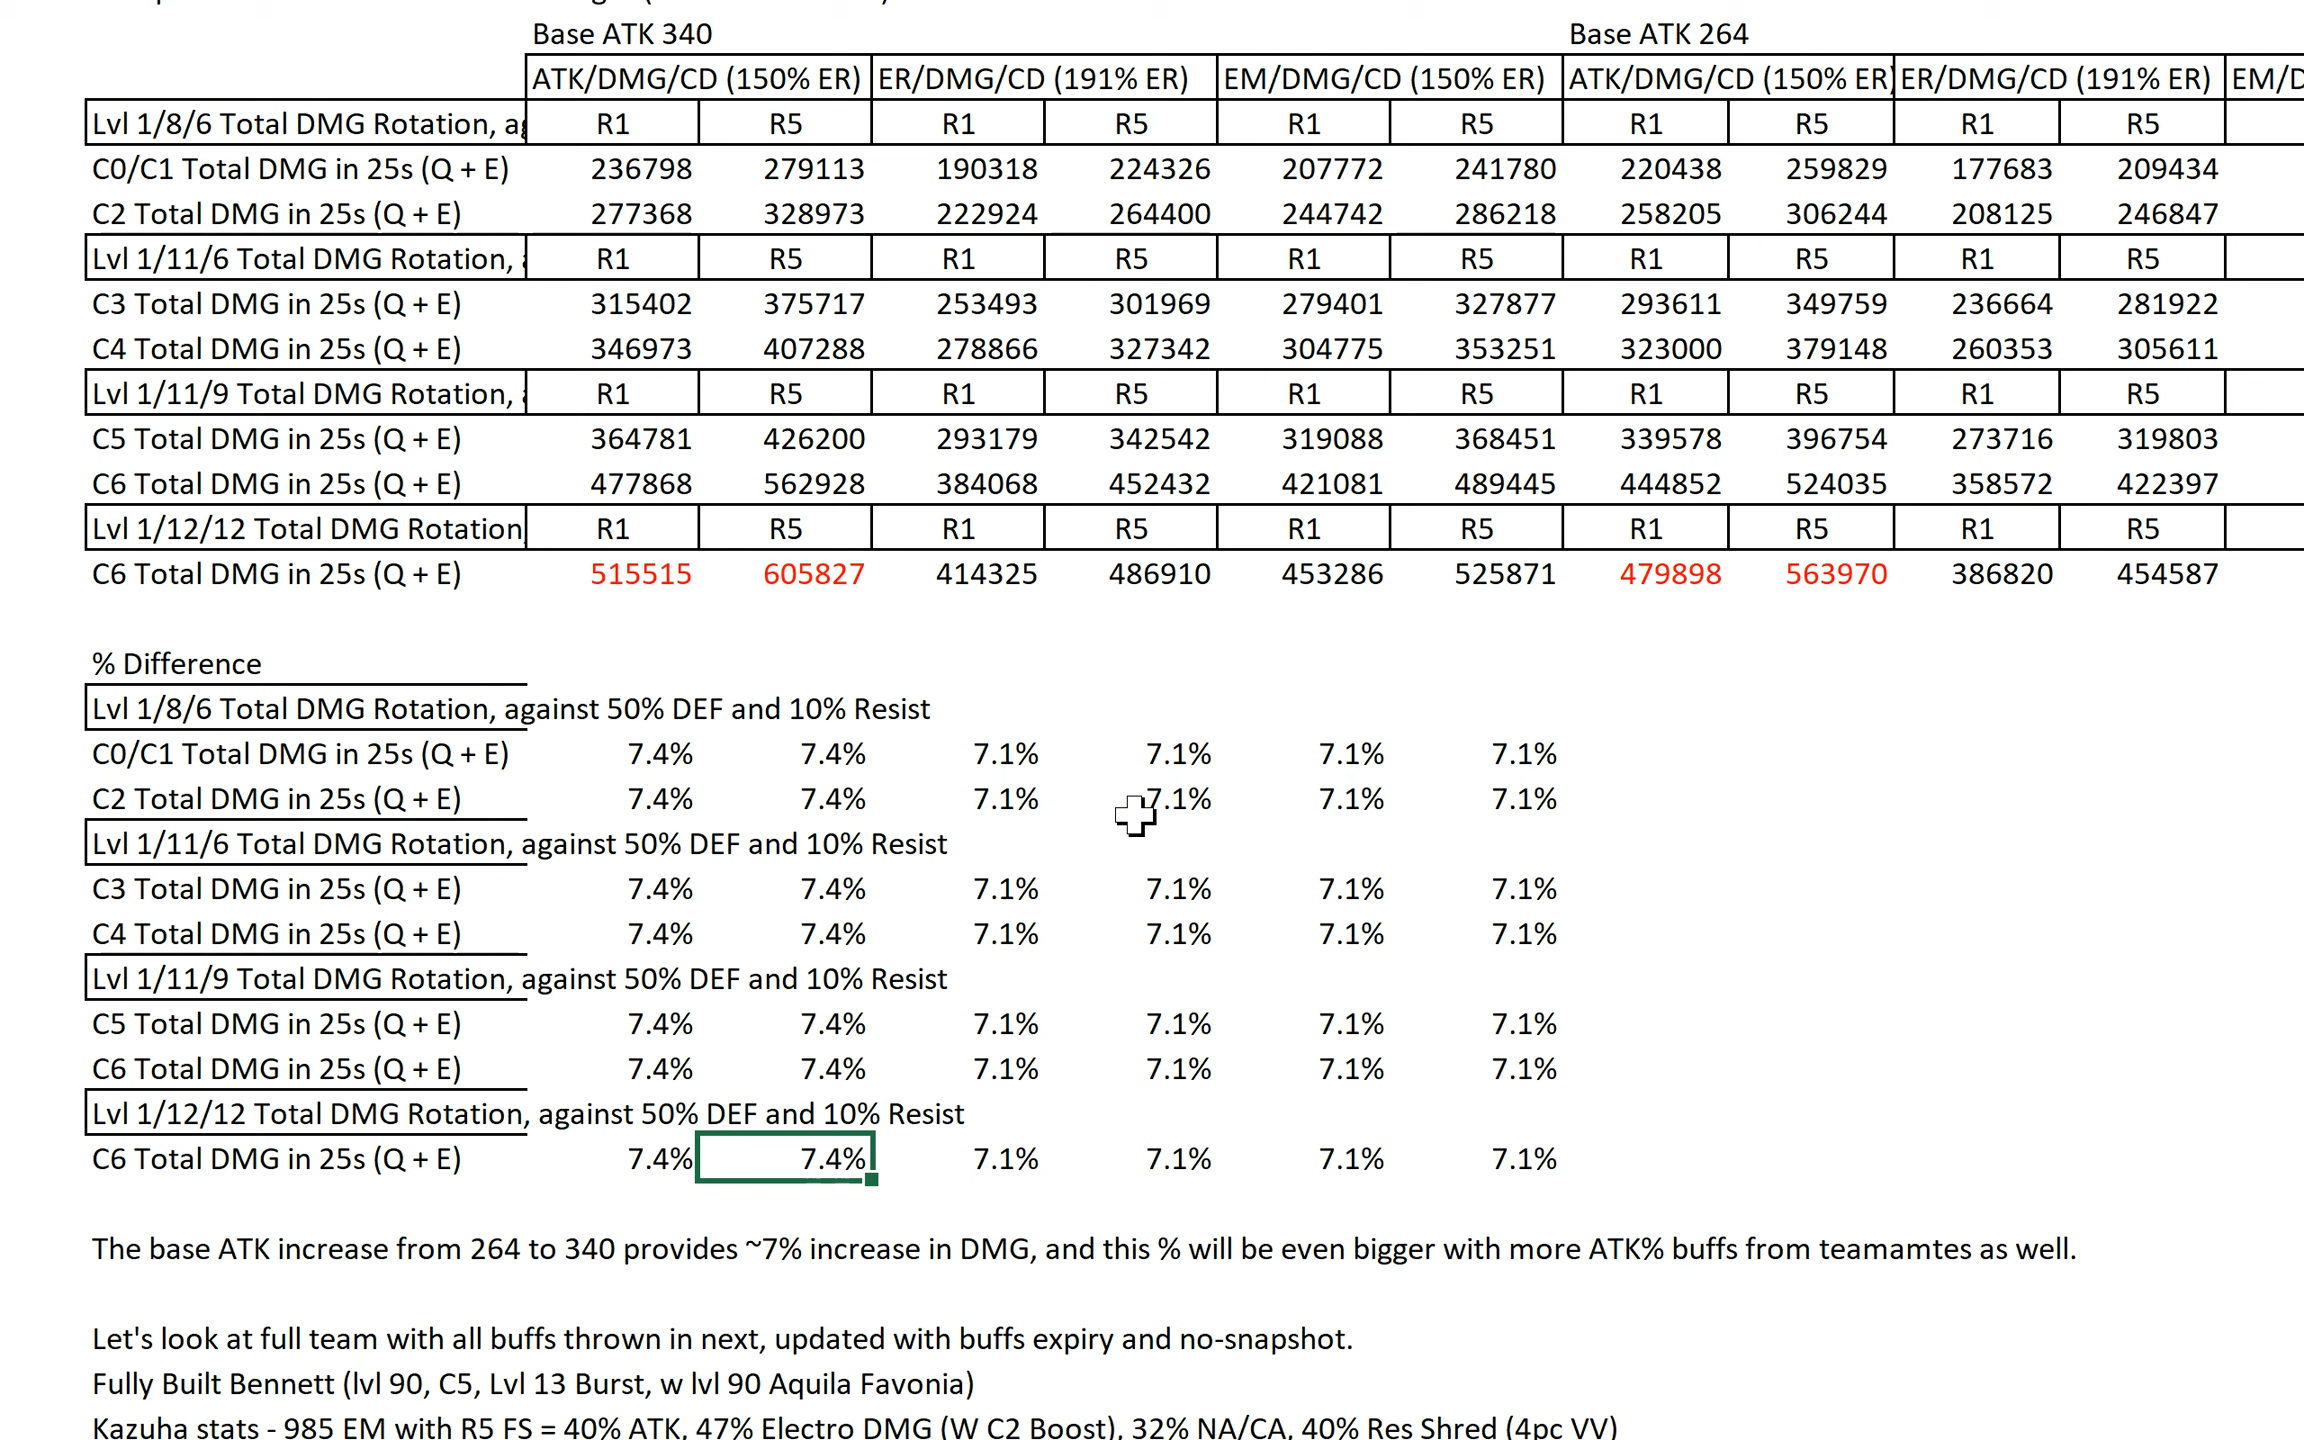 Base ATK 340 Base ATK 264
ATK/DMG/CD (150% ER) ER/DMG/CD (191% ER) EM/DMG/CD (150% ER) ATK/DMG/CD (150% ER) ER/DMG/CD (191% ER)
Lvl 1/8/6 Total DMG Rotation, R1 R5 R1 R5 R1 R5 R1 R5 R1 R5
C0/C1 Total DMG in 25s (Q + E) 236798 279113 190318 224326 207772 241780 220438 259829 177683 209434
C2 Total DMG in 25s (Q + E) 277368 328973 222924 264400 244742 286218 258205 306244 208125 246847
Lvl 1/11/6 Total DMG Rotation, R1 R5 R1 R5 R1 R5 R1 R5 R1 R5
C3 Total DMG in 25s (Q + E) 315402 375717 253493 301969 279401 327877 293611 349759 236664 281922
C4 Total DMG in 25s (Q + E) 346973 407288 278866 327342 304775 353251 323000 379148 260353 305611
Lvl 1/11/9 Total DMG Rotation, R1 R5 R1 R5 R1 R5 R1 R5 R1 R5
C5 Total DMG in 25s (Q + E) 364781 426200 293179 342542 319088 368451 339578 396754 273716 319803
C6 Total DMG in 25s (Q + E) 477868 562928 384068 452432 421081 489445 444852 524035 358572 422397
Lvl 1/12/12 Total DMG Rotation, R1 R5 R1 R5 R1 R5 R1 R5 R1 R5
C6 Total DMG in 25s (Q + E) 515515 605827 414325 486910 453286 525871 479898 563970 386820 454587
% Difference
Lvl 1/8/6 Total DMG Rotation, against 50% DEF and 10% Resist
C0/C1 Total DMG in 25s (Q + E) 7.4% 7.4% 7.1% 7.1% 7.1% 7.1%
C2 Total DMG in 25s (Q + E) 7.4% 7.4% 7.1% 7.1% 7.1% 7.1%
Lvl 1/11/6 Total DMG Rotation, against 50% DEF and 10% Resist
C3 Total DMG in 25s (Q + E) 7.4% 7.4% 7.1% 7.1% 7.1% 7.1%
C4 Total DMG in 25s (Q + E) 7.4% 7.4% 7.1% 7.1% 7.1% 7.1%
Lvl 1/11/9 Total DMG Rotation, against 50% DEF and 10% Resist
C5 Total DMG in 25s (Q + E) 7.4% 7.4% 7.1% 7.1% 7.1% 7.1%
C6 Total DMG in 25s (Q + E) 7.4% 7.4% 7.1% 7.1% 7.1% 7.1%
Lvl 1/12/12 Total DMG Rotation, against 50% DEF and 10% Resist
C6 Total DMG in 25s (Q + E) 7.4% 7.4% 7.1% 7.1% 7.1% 7.1%
The base ATK increase from 264 to 340 provides ~7% increase in DMG, and this % will be even bigger with more ATK% buffs from teamamtes as well.
Let's look at full team with all buffs thrown in next, updated with buffs expiry and no-snapshot.
Fully Built Bennett (lvl 90, C5, Lvl 13 Burst, w lvl 90 Aquila Favonia)
Kazuha stats - 985 EM with R5 FS = 40% ATK, 47% Electro DMG (W C2 Boost), 32% NA/CA, 40% Res Shred (4pc VV)